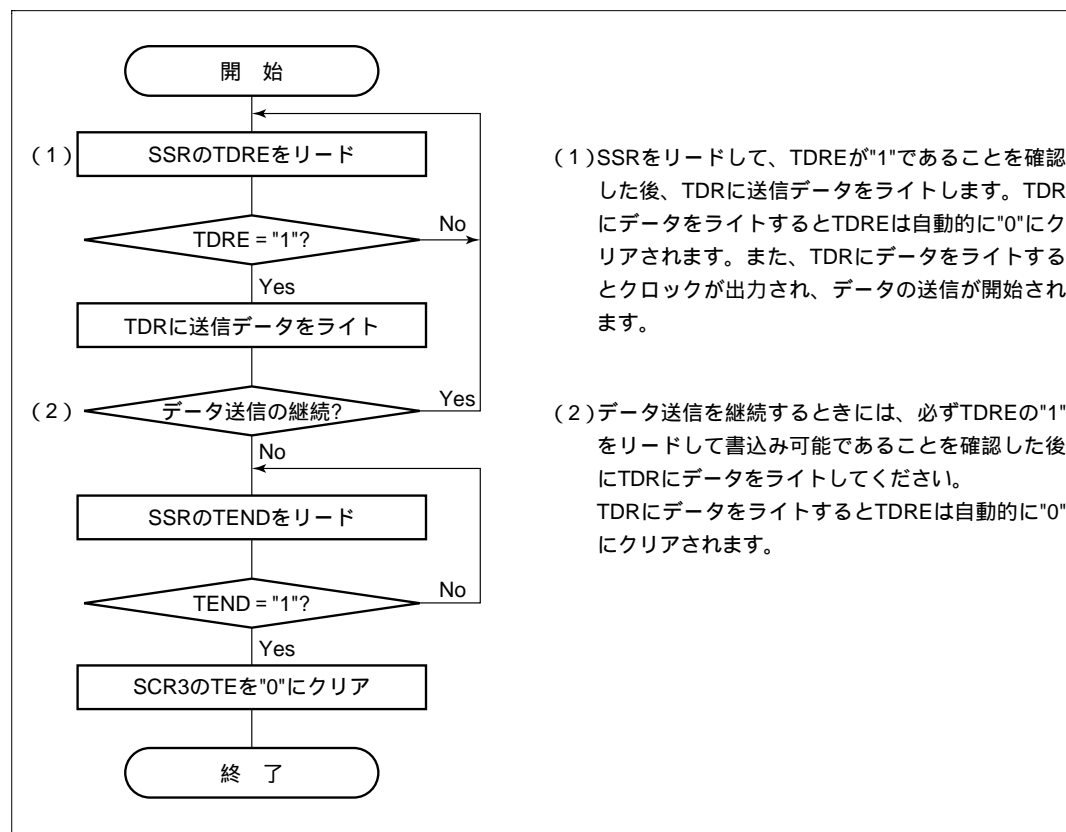 開 始
(1) SSRのTDREをリード
TDRE = "1"?
No
Yes
TDRに送信データをライト
(2) データ送信の継続?
Yes
No
SSRのTENDをリード
TEND = "1"?
No
Yes
SCR3のTEを"0"にクリア
終 了
(1)SSRをリードして、TDREが"1"であることを確認
した後、TDRに送信データをライトします。TDR
にデータをライトするとTDREは自動的に"0"にク
リアされます。また、TDRにデータをライトする
とクロックが出力され、データの送信が開始され
ます。
(2)データ送信を継続するときには、必ずTDREの"1"
をリードして書込み可能であることを確認した後
にTDRにデータをライトしてください。
TDRにデータをライトするとTDREは自動的に"0"
にクリアされます。